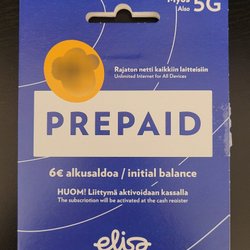 Myös
Also 5G
Rajaton netti kaikkiin laitteisiin
Unlimited Internet for All Devices
PREPAID
6€ alkusaldoa / initial balance
HUOM! Liittymä aktivoidaan kassalla
The subscription will be activated at the cash register
elisa